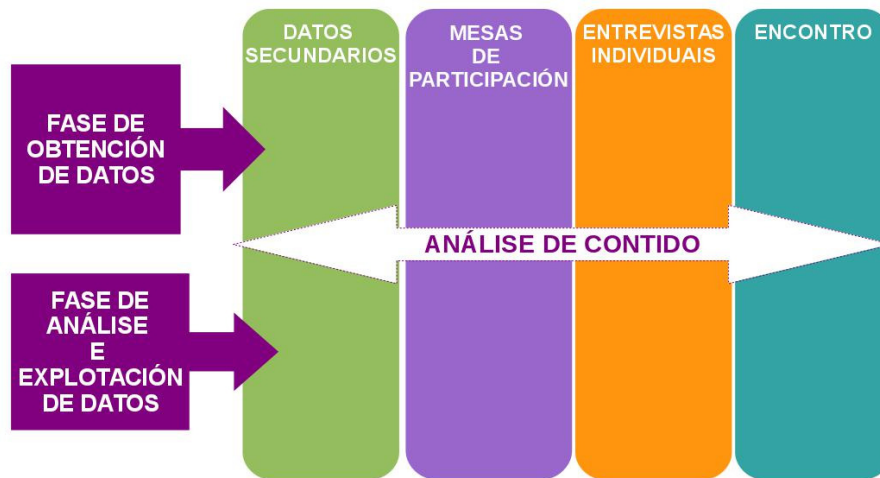 DATOS
SECUNDARIOS
MESAS
DE
PARTICIPACIÓN
ENTREVISTAS
INDIVIDUAIS
ENCONTRO
FASE DE
OBTENCIÓN
DE DATOS
ANÁLISE DE CONTIDO
FASE DE
ANÁLISE
E
EXPLOTACIÓN
DE DATOS